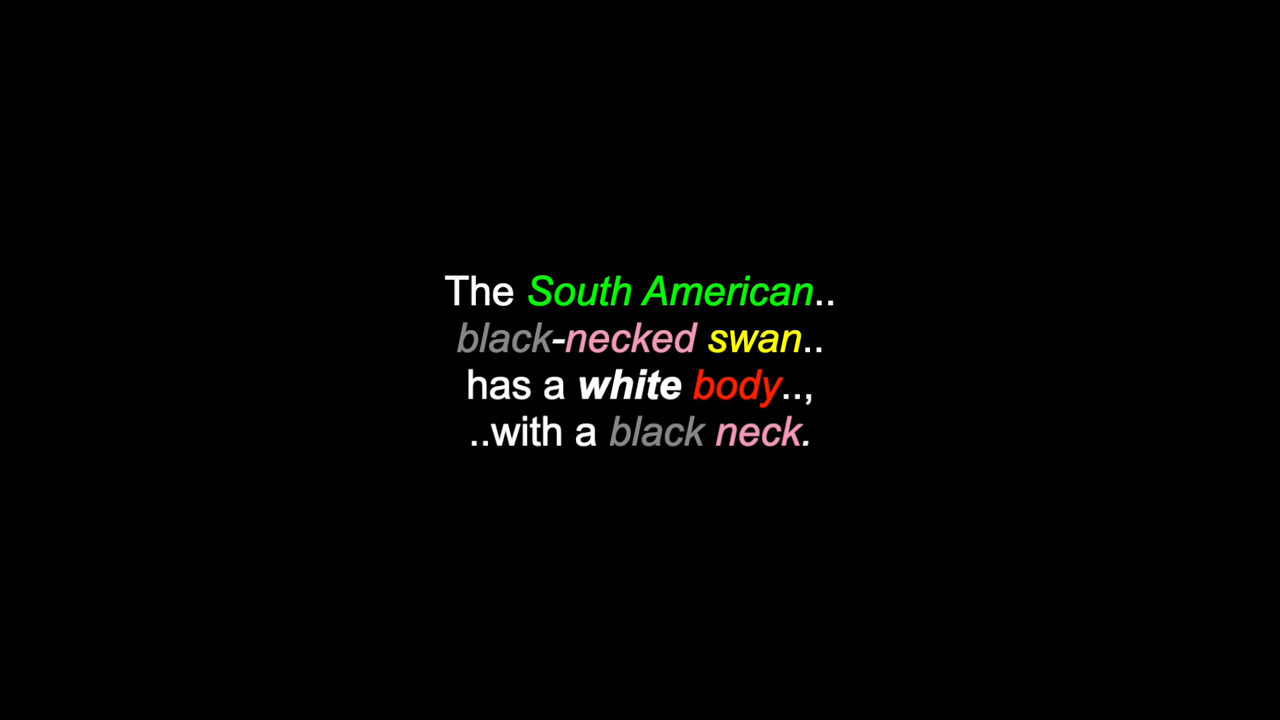 The South American..
black-necked swan..
has a white body..,
..with a black neck.